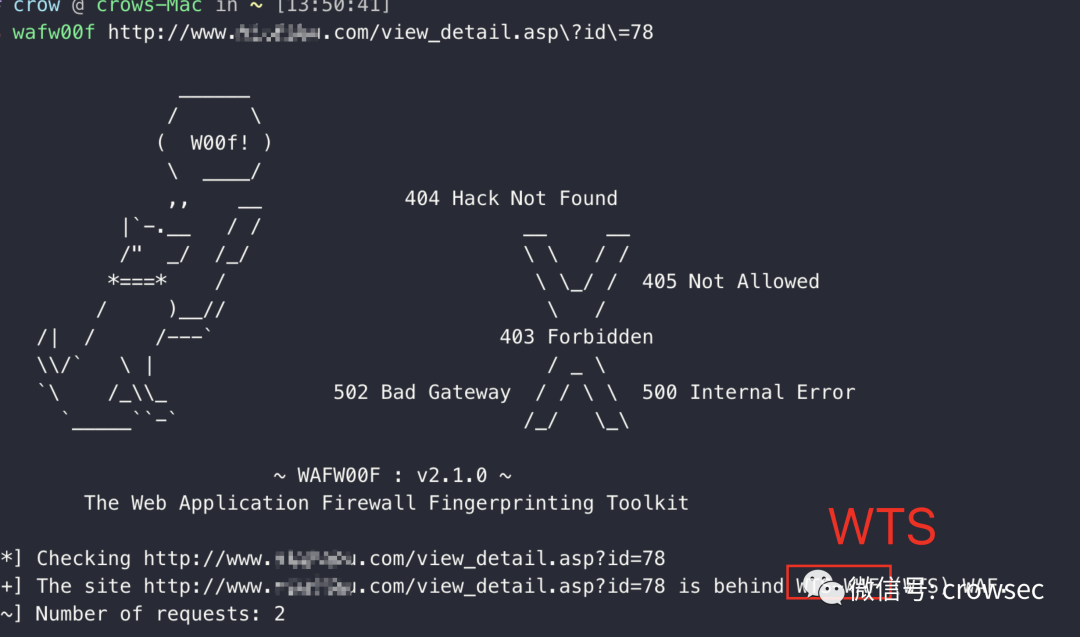 crow @ crows-Mac in ~ [13:50:41]
wafw00f http://www. .com/view_detail.asp\?id\=78
______
/ \
( W00f! )
\ ____/
,, __
404 Hack Not Found
|`-.__ / / __ __
/" _/ /_/ \ \ / /
*===* / \ \_/ / 405 Not Allowed
/ )__// \ /
/| / /---` 403 Forbidden
\\/` \ | / _ \
`\ /_\\_ 502 Bad Gateway / / \ \ 500 Internal Error
`_____``-` /_/ \_\
~ WAFW00F : v2.1.0 ~
The Web Application Firewall Fingerprinting Toolkit
WTS
*] Checking http://www. .com/view_detail.asp?id=78
+] The site http://www. .com/view_detail.asp?id=78 is behind WTS) WAF.
微信号: crowsec
~] Number of requests: 2